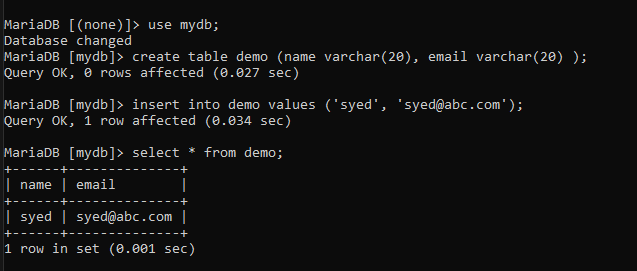 MariaDB [(none)]> use mydb;
Database changed
MariaDB [mydb]> create table demo (name varchar(20), email varchar(20) );
Query OK, 0 rows affected (0.027 sec)
MariaDB [mydb]> insert into demo values ('syed', 'syed@abc.com');
Query OK, 1 row affected (0.034 sec)
MariaDB [mydb]> select * from demo;
+------+--------------+
| name | email        |
+------+--------------+
| syed | syed@abc.com |
+------+--------------+
1 row in set (0.001 sec)